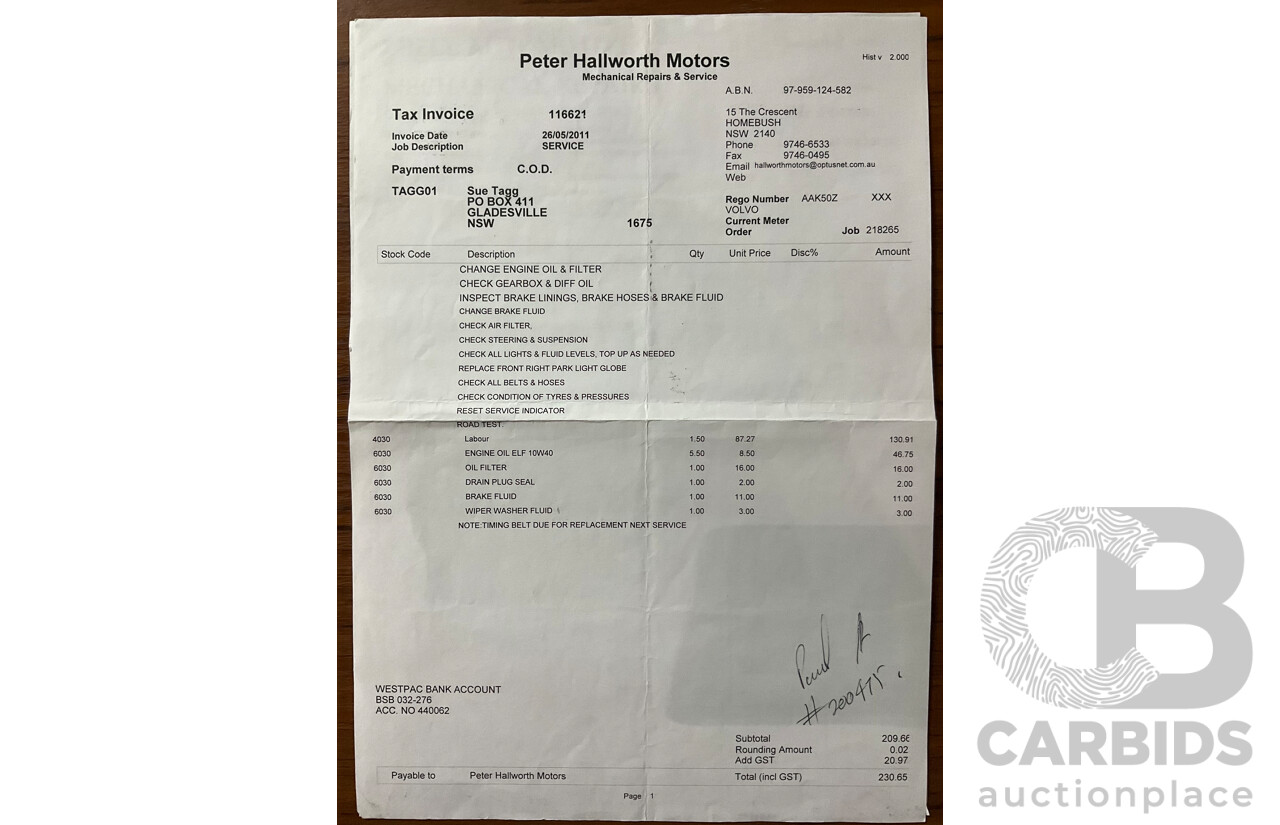 Peter Hallworth Motors
Mechanical Repairs & Service
Hist v 2.000
A.B.N. 97-959-124-582
Tax Invoice 116621
Invoice Date 26/05/2011
Job Description SERVICE
Payment terms C.O.D.
15 The Crescent
HOMEBUSH
NSW 2140
Phone 9746-6533
Fax 9746-0495
Email hallworthmotors@optusnet.com.au
Web
TAGG01 Sue Tagg
PO BOX 411
GLADESVILLE
NSW 1675
Rego Number AAK50Z XXX
VOLVO
Current Meter
Order Job 218265
Stock Code Description Qty Unit Price Disc% Amount
CHANGE ENGINE OIL & FILTER
CHECK GEARBOX & DIFF OIL
INSPECT BRAKE LININGS, BRAKE HOSES & BRAKE FLUID
CHANGE BRAKE FLUID
CHECK AIR FILTER,
CHECK STEERING & SUSPENSION
CHECK ALL LIGHTS & FLUID LEVELS, TOP UP AS NEEDED
REPLACE FRONT RIGHT PARK LIGHT GLOBE
CHECK ALL BELTS & HOSES
CHECK CONDITION OF TYRES & PRESSURES
RESET SERVICE INDICATOR
ROAD TEST.
4030 Labour 1.50 87.27 130.91
6030 ENGINE OIL ELF 10W40 5.50 8.50 46.75
6030 OIL FILTER 1.00 16.00 16.00
6030 DRAIN PLUG SEAL 1.00 2.00 2.00
6030 BRAKE FLUID 1.00 11.00 11.00
6030 WIPER WASHER FLUID 1.00 3.00 3.00
NOTE:TIMING BELT DUE FOR REPLACEMENT NEXT SERVICE
#200475
WESTPAC BANK ACCOUNT
BSB 032-276
ACC. NO 440062
Subtotal 209.66
Rounding Amount 0.02
Add GST 20.97
Payable to Peter Hallworth Motors Total (incl GST) 230.65
Page 1
CB
CARBIDS
auctionplace